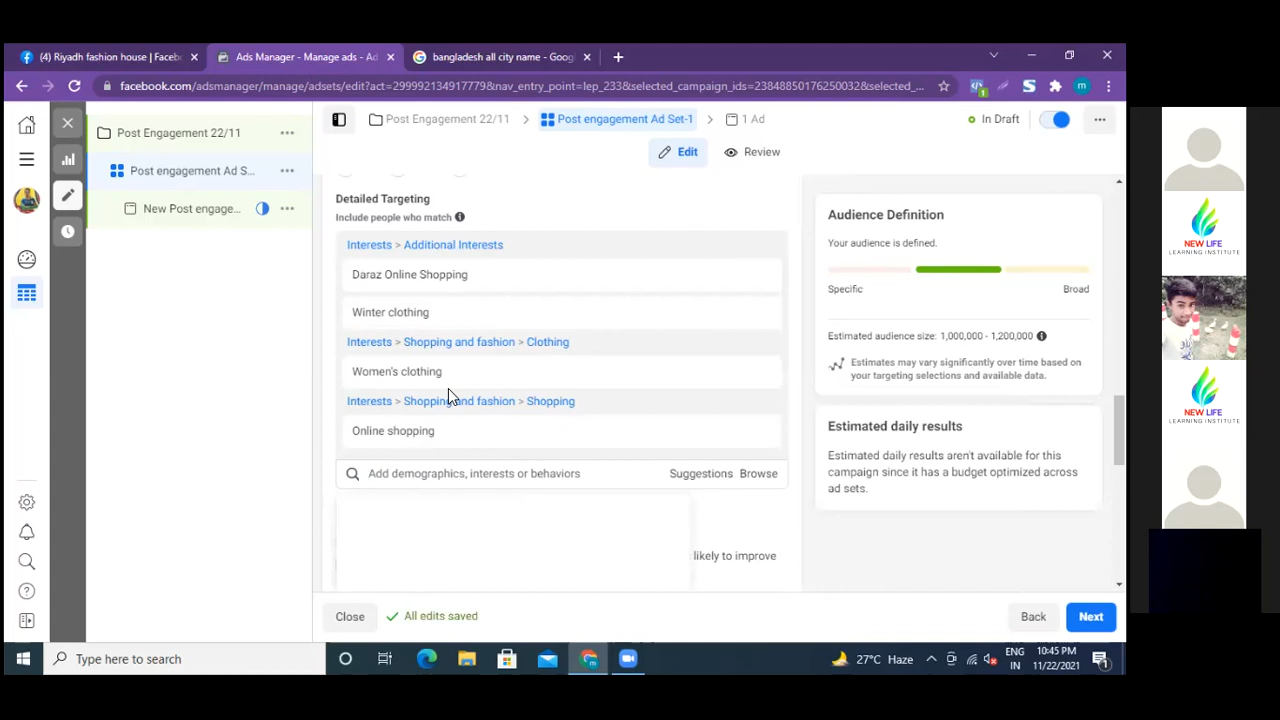 (4) Riyadh fashion house | Faceb
Ads Manager - Manage ads - Ad
bangladesh all city name - Goog
facebook.com/adsmanager/manage/adsets/edit?act=299992134917779&nav_entry_point=lep_233&selected_campaign_ids=23848850176250032&selected_...
Post Engagement 22/11
Post engagement Ad S...
New Post engage...
Post Engagement 22/11
Post engagement Ad Set-1
1 Ad
In Draft
Edit
Review
Detailed Targeting
Include people who match
Interests > Additional Interests
Daraz Online Shopping
Winter clothing
Interests > Shopping and fashion > Clothing
Women's clothing
Interests > Shopping and fashion > Shopping
Online shopping
Add demographics, interests or behaviors
Suggestions
Browse
likely to improve
Audience Definition
Your audience is defined.
Specific
Broad
Estimated audience size: 1,000,000 - 1,200,000
Estimates may vary significantly over time based on
your targeting selections and available data.
Estimated daily results
Estimated daily results aren't available for this
campaign since it has a budget optimized across
ad sets.
Close
All edits saved
Back
Next
Type here to search
27°C Haze
ENG
IN
10:45 PM
11/22/2021
NEW LIFE
LEARNING INSTITUTE
NEW LIFE
LEARNING INSTITUTE